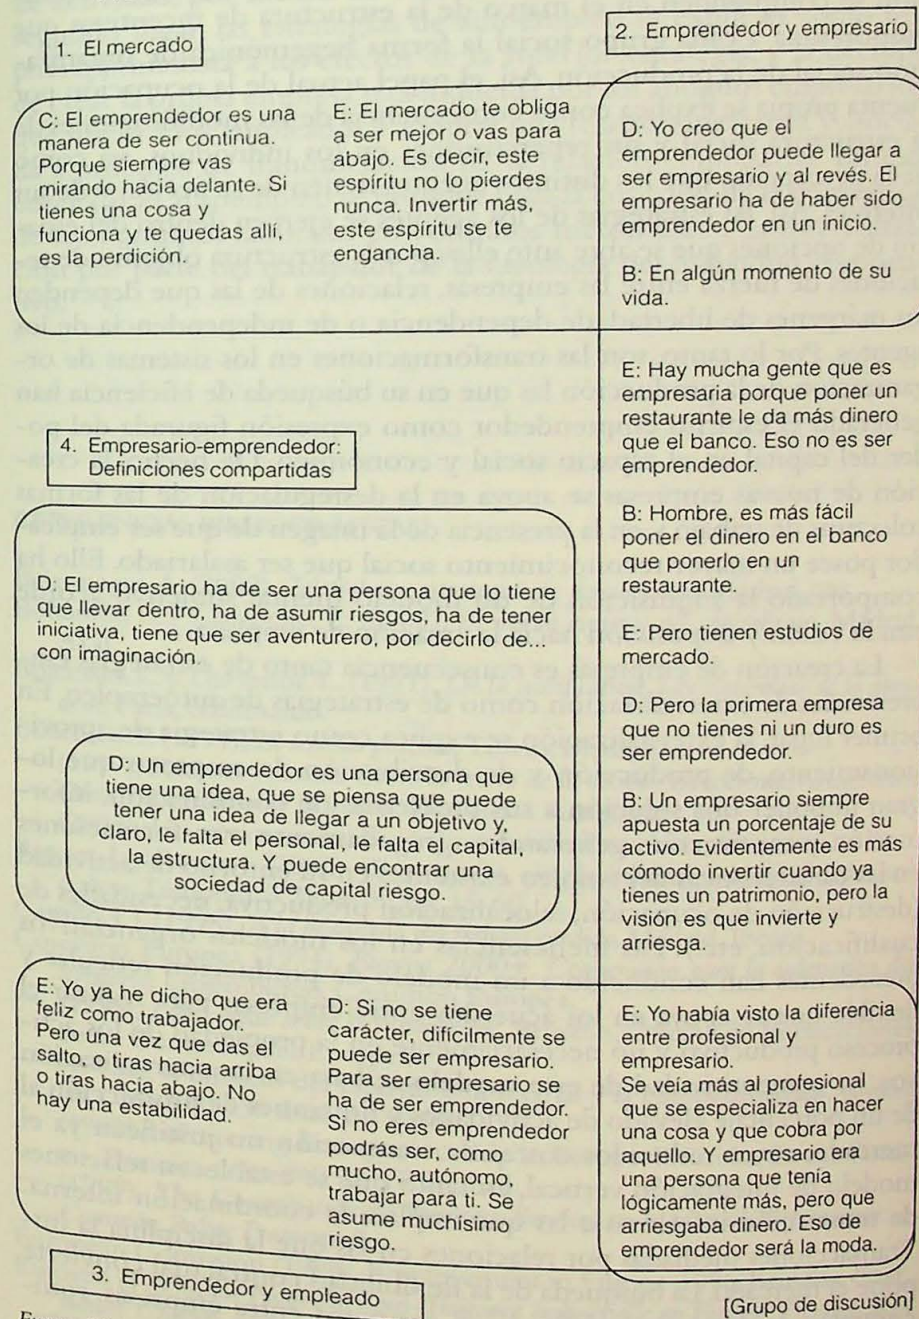 1. El mercado
C: El emprendedor es una
manera de ser continua.
Porque siempre vas
mirando hacia delante. Si
tienes una cosa y
funciona y te quedas allí,
es la perdición.
E: El mercado te obliga
a ser mejor o vas para
abajo. Es decir, este
espíritu no lo pierdes
nunca. Invertir más,
este espíritu se te
engancha.
2. Emprendedor y empresario
D: Yo creo que el
emprendedor puede llegar a
ser empresario y al revés. El
empresario ha de haber sido
emprendedor en un inicio.
B: En algún momento de su
vida.
E: Hay mucha gente que es
empresaria porque poner un
restaurante le da más dinero
que el banco. Eso no es ser
emprendedor.
B: Hombre, es más fácil
poner el dinero en el banco
que ponerlo en un
restaurante.
E: Pero tienen estudios de
mercado.
D: Pero la primera empresa
que no tienes ni un duro es
ser emprendedor.
B: Un empresario siempre
apuesta un porcentaje de su
activo. Evidentemente es más
cómodo invertir cuando ya
tienes un patrimonio, pero la
visión es que invierte y
arriesga.
E: Yo había visto la diferencia
entre profesional y
empresario.
Se veía más al profesional
que se especializa en hacer
una cosa y que cobra por
aquello. Y empresario era
una persona que tenía
lógicamente más, pero que
arriesgaba dinero. Eso de
emprendedor será la moda.
4. Empresario-emprendedor:
Definiciones compartidas
D: El empresario ha de ser una persona que lo tiene
que llevar dentro, ha de asumir riesgos, ha de tener
iniciativa, tiene que ser aventurero, por decirlo de...
con imaginación.
D: Un emprendedor es una persona que
tiene una idea, que se piensa que puede
tener una idea de llegar a un objetivo y,
claro, le falta el personal, le falta el capital,
la estructura. Y puede encontrar una
sociedad de capital riesgo.
E: Yo ya he dicho que era
feliz como trabajador.
Pero una vez que das el
salto, o tiras hacia arriba
o tiras hacia abajo. No
hay una estabilidad.
D: Si no se tiene
carácter, difícilmente se
puede ser empresario.
Para ser empresario se
ha de ser emprendedor.
Si no eres emprendedor
podrás ser, como
mucho, autónomo,
trabajar para ti. Se
asume muchísimo
riesgo.
3. Emprendedor y empleado
[Grupo de discusión]